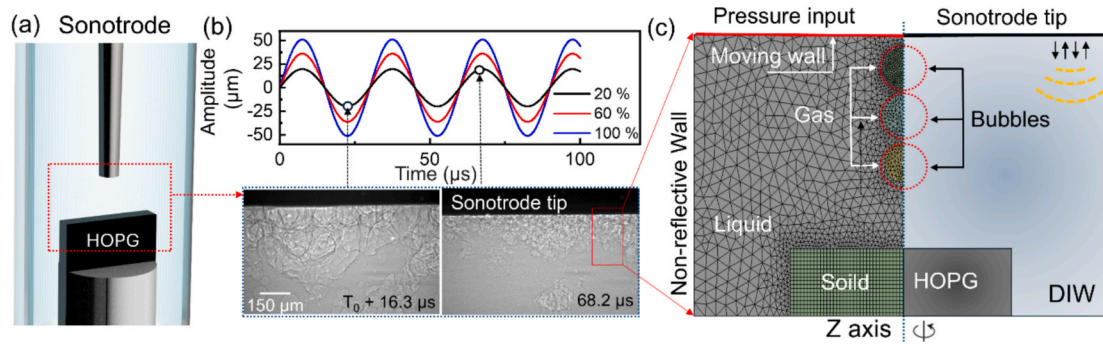 (a)
Sonotrode
HOPG
(b)
Amplitude
(μm)
50
25
0
-25
-50
20 %
60 %
100 %
0
50
100
Time (μs)
Sonotrode tip
150 μm
T0 + 16.3 μs
68.2 μs
(c)
Pressure input
Sonotrode tip
Moving wall
Gas
Bubbles
Non-reflective Wall
Liquid
Soild
HOPG
DIW
Z axis